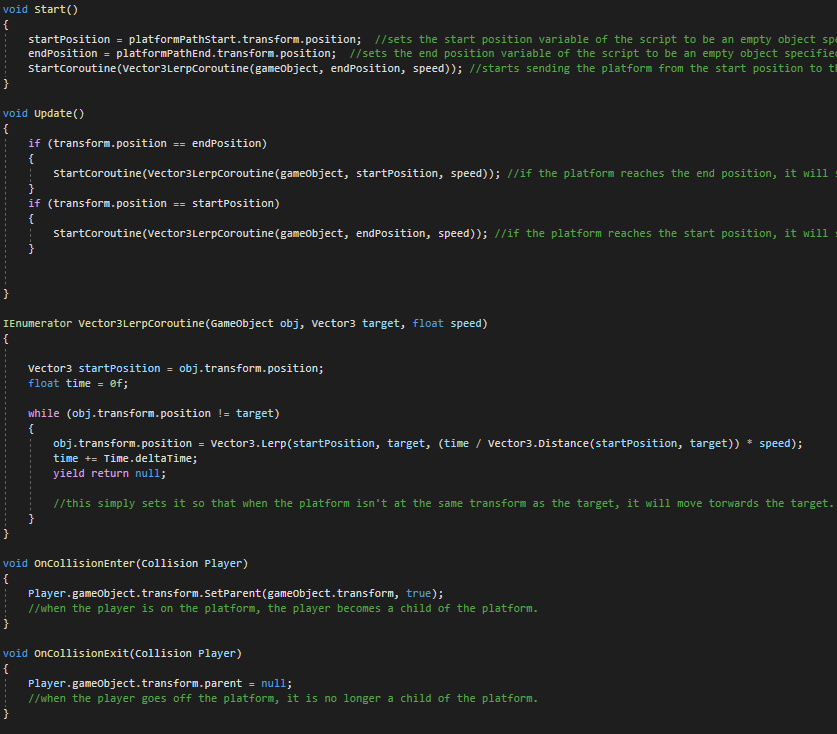 void Start()
{
startPosition = platformPathStart.transform.position;  //sets the start position variable of the script to be an empty object
endPosition = platformPathEnd.transform.position;  //sets the end position variable of the script to be an empty object
StartCoroutine(Vector3LerpCoroutine(gameObject, endPosition, speed)); //starts sending the platform from the start position to
}
void Update()
{
if (transform.position == endPosition)
{
StartCoroutine(Vector3LerpCoroutine(gameObject, startPosition, speed)); //if the platform reaches the end position, it will
}
if (transform.position == startPosition)
{
StartCoroutine(Vector3LerpCoroutine(gameObject, endPosition, speed)); //if the platform reaches the start position, it will
}
}
IEnumerator Vector3LerpCoroutine(GameObject obj, Vector3 target, float speed)
{
Vector3 startPosition = obj.transform.position;
float time = 0f;
while (obj.transform.position != target)
{
obj.transform.position = Vector3.Lerp(startPosition, target, (time / Vector3.Distance(startPosition, target)) * speed);
time += Time.deltaTime;
yield return null;
//this simply sets it so that when the platform isn't at the same transform as the target, it will move torwards the target.
}
}
void OnCollisionEnter(Collision Player)
{
Player.gameObject.transform.SetParent(gameObject.transform, true);
//when the player is on the platform, the player becomes a child of the platform.
}
void OnCollisionExit(Collision Player)
{
Player.gameObject.transform.parent = null;
//when the player goes off the platform, it is no longer a child of the platform.
}